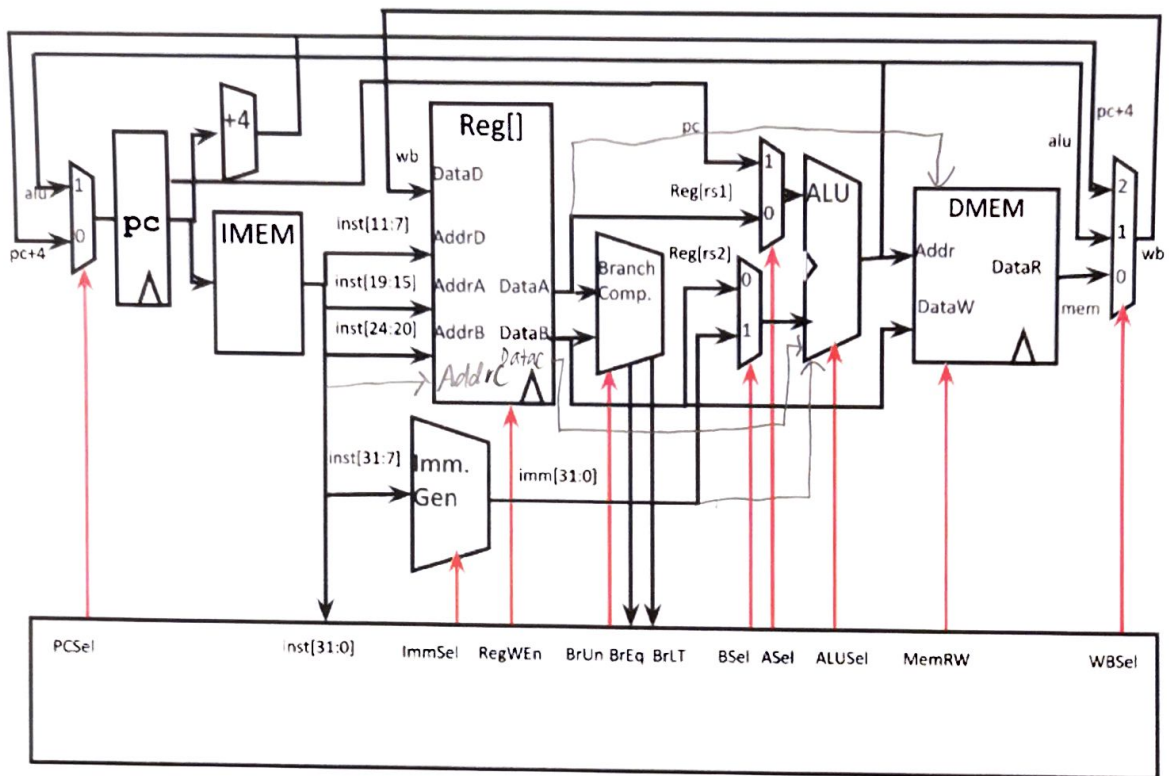 +4
Reg[]
pc
pc+4
wb
DataD
alu
1
ALU
2
alu
1
pc
IMEM
inst[11:7]
AddrD
Reg[rs1]
0
DMEM
1
wb
pc+4
0
inst[19:15]
AddrA
DataA
Branch
Comp.
Reg[rs2]
0
Addr
DataR
0
mem
inst[24:20]
AddrB
DataB
1
DataW
AddrC
DataC
inst[31:7]
Imm.
Gen
imm[31:0]
PCSel
inst[31:0]
ImmSel
RegWEn
BrUn
BrEq
BrLT
BSel
ASel
ALUSel
MemRW
WBSel